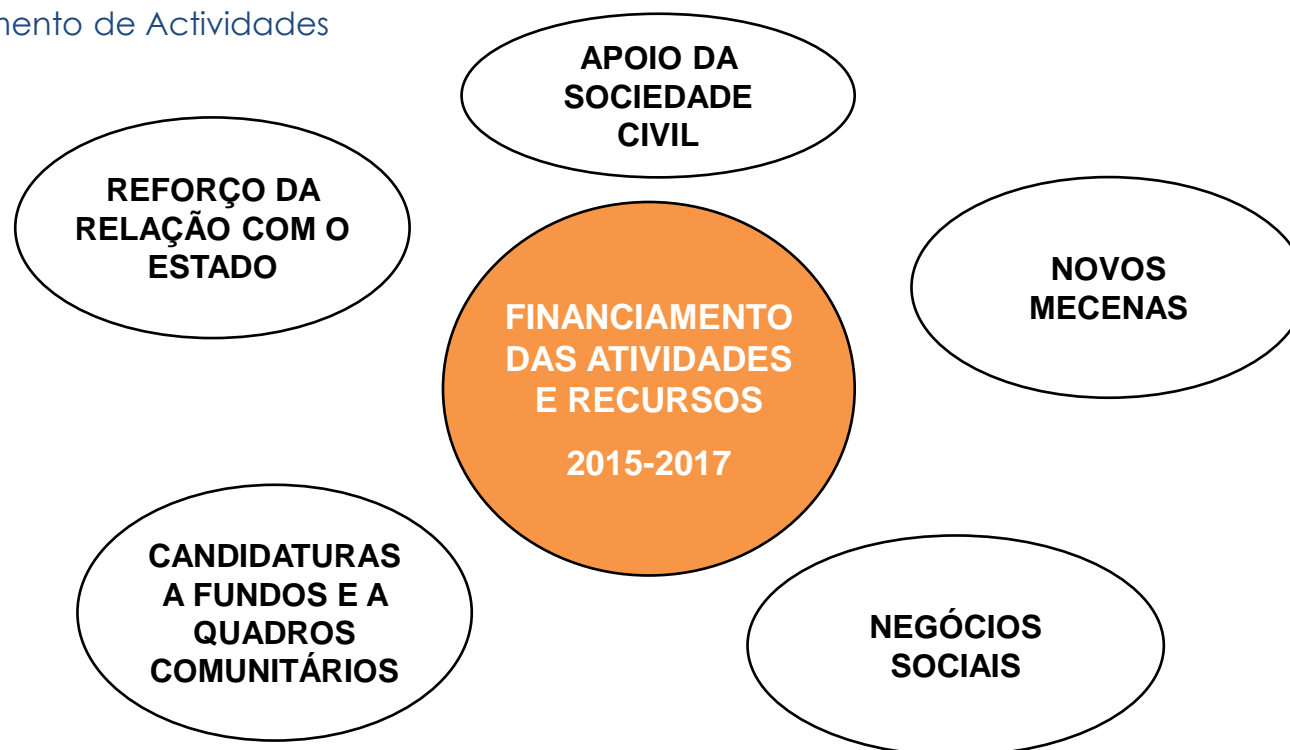 mento de Actividades
APOIO DA
SOCIEDADE
CIVIL
REFORÇO DA
RELAÇÃO COM O
ESTADO
NOVOS
MECENAS
FINANCIAMENTO
DAS ATIVIDADES
E RECURSOS
2015-2017
CANDIDATURAS
A FUNDOS E A
QUADROS
COMUNITÁRIOS
NEGÓCIOS
SOCIAIS